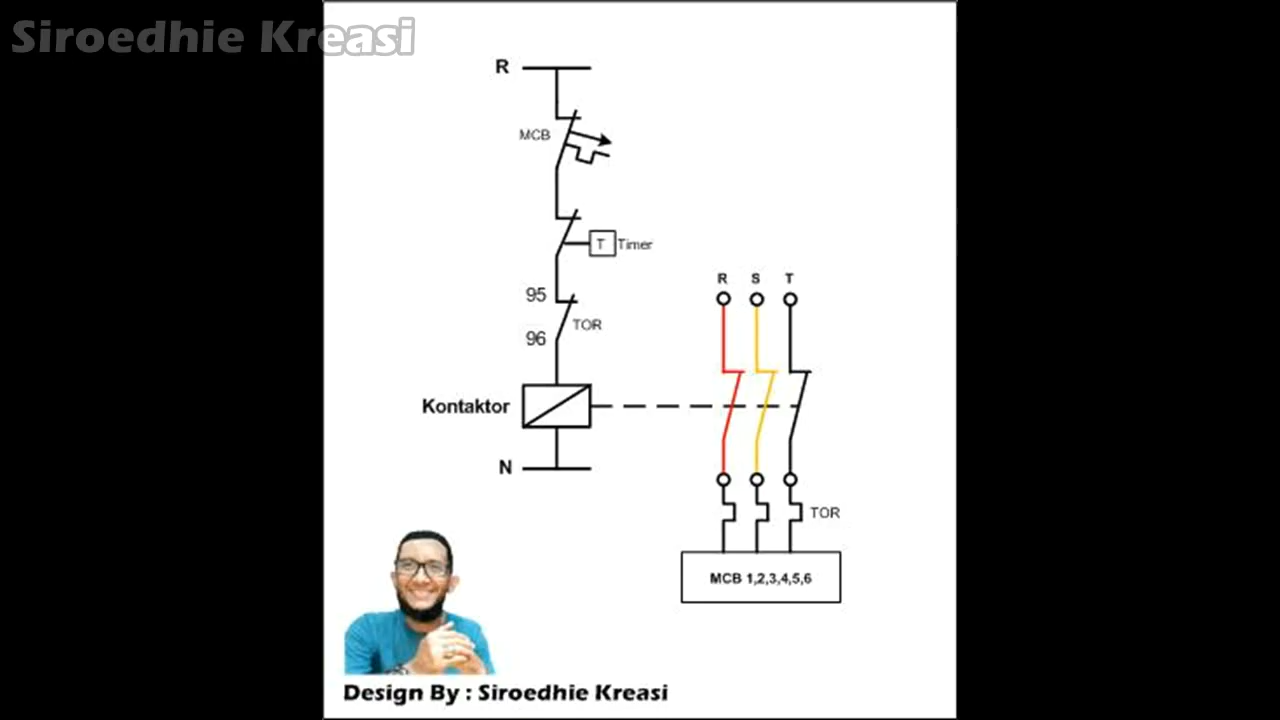 Siroedhie Kreasi
R
MCB
T Timer
95
TOR
96
Kontaktor
N
R S T
TOR
MCB 1,2,3,4,5,6
Design By : Siroedhie Kreasi